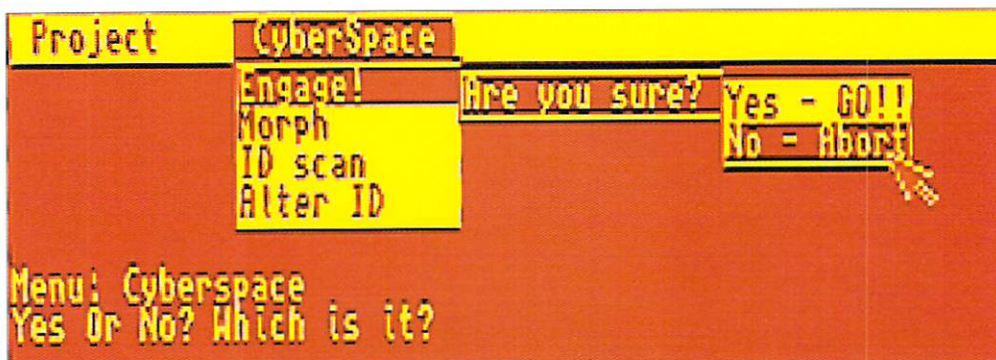 Project CyberSpace
Engage! Are you sure? Yes - GO!!
Morph No - Abort
ID scan
Alter ID
Menu: Cyberspace
Yes Or No? Which is it?